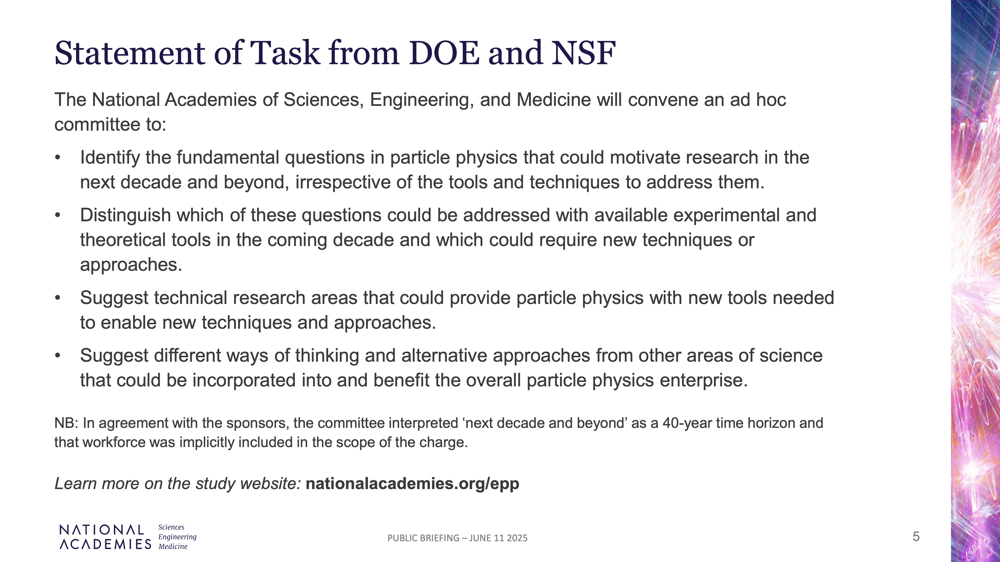 Statement of Task from DOE and NSF
The National Academies of Sciences, Engineering, and Medicine will convene an ad hoc
committee to:
• Identify the fundamental questions in particle physics that could motivate research in the
next decade and beyond, irrespective of the tools and techniques to address them.
• Distinguish which of these questions could be addressed with available experimental and
theoretical tools in the coming decade and which could require new techniques or
approaches.
• Suggest technical research areas that could provide particle physics with new tools needed
to enable new techniques and approaches.
• Suggest different ways of thinking and alternative approaches from other areas of science
that could be incorporated into and benefit the overall particle physics enterprise.
NB: In agreement with the sponsors, the committee interpreted ‘next decade and beyond’ as a 40-year time horizon and
that workforce was implicitly included in the scope of the charge.
Learn more on the study website: nationalacademies.org/epp
NATIONAL
ACADEMIES
Sciences
Engineering
Medicine
PUBLIC BRIEFING – JUNE 11 2025
5